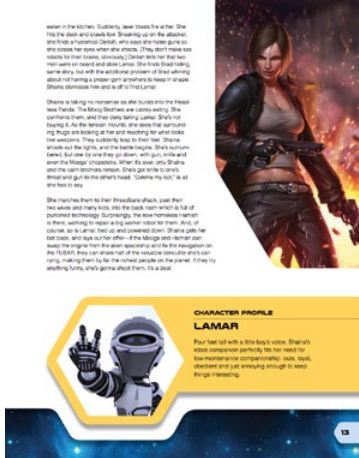 eaten in the kitchen. Suddenly, laser blasts fire at her. She
hits the deck and crawls low. Sneaking up on the attacker,
she finds a hysterical Delilah, who says she hates guns so
she closes her eyes when she shoots. (They don't make sex
robots for their brains, obviously.) Delilah tells her that two
men were on board and stole Lamar. She finds Brad hiding,
same story, but with the additional problem of Brad whining
about not having a proper gym anywhere to keep in shape.
Shaina dismisses him and is off to find Lamar.
Shaina is taking no nonsense as she bursts into the Head-
less Panda. The Moog Brothers are calmly eating. She
confronts them, and they deny taking Lamar. She's not
buying it. As the tension mounts, she sees that surround-
ing thugs are looking at her and reaching for what looks
like weapons. They suddenly leap to their feet. Shaina
shoots out the lights, and the battle begins. She's outnum-
bered, but one by one they go down, with gun, knife and
even the Moogs' chopsticks. When it's over, only Shaina
and the calm brothers remain. She's got knife to one's
throat and gun to the other's head. "Gimme my bot," is all
she has to say.
She marches them to their shack, past their
two wives and many kids, into the back room which is full of
purloined technology. Surprisingly, the now homeless Haman
is there, working to repair a big worker robot for them. And, of
course, so is Lamar; tied up and powered down. Shaina gets her
bot back, and lays out her offer—if the Moogs and Haman can
swap the engine from the alien spaceship and fix the navigation on
the FUBAR, they can share half of the valuable she's car-
rying, making them by far the richest people on the planet. If they try
anything funny, she's gonna shoot them. It's a deal.
CHARACTER PROFILE
LAMAR
Four feet tall with a little boy's voice, Shaina's
robot companion perfectly fits her need for
low-maintenance companionship: cute, loyal,
obedient and just annoying enough to keep
things interesting.
13